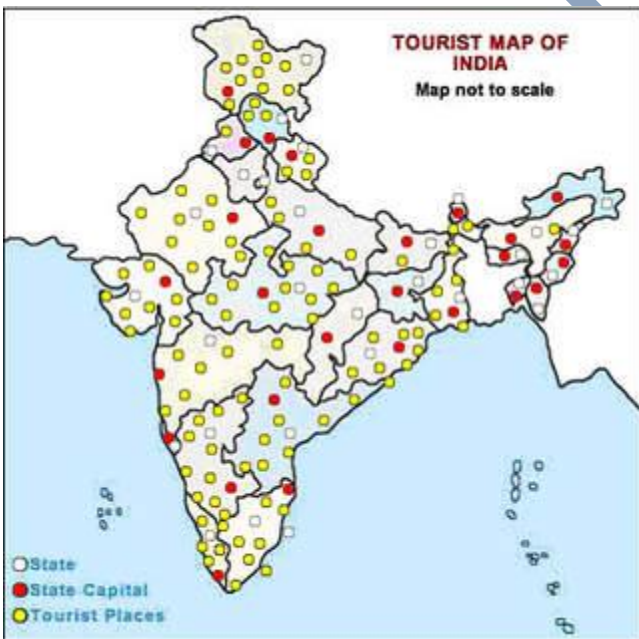 TOURIST MAP OF
INDIA
Map not to scale
State
State Capital
Tourist Places